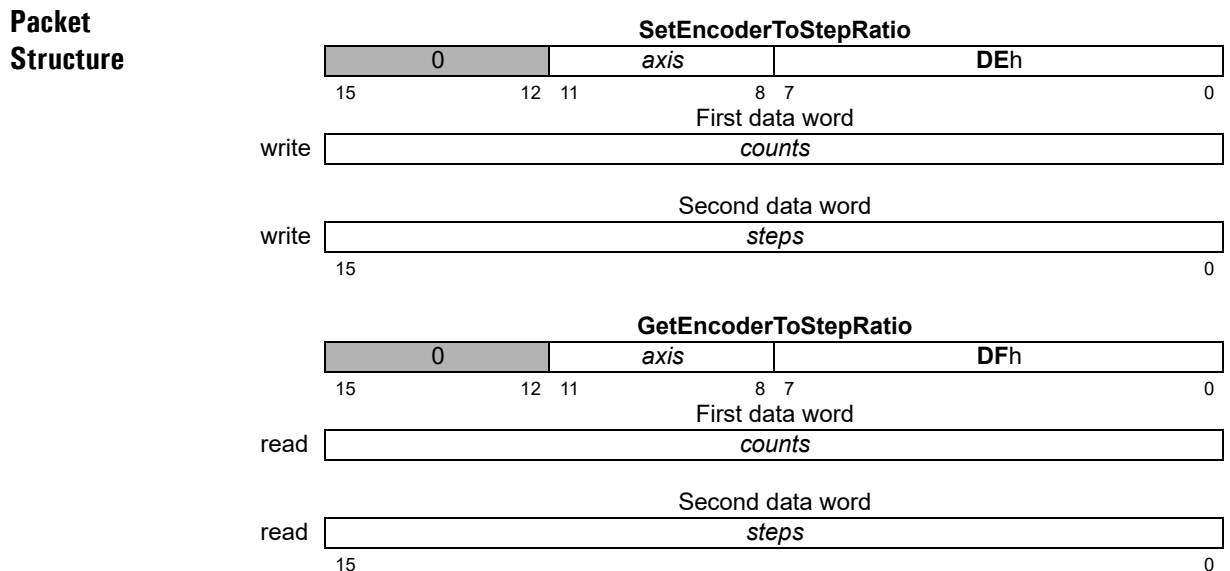 Packet
Structure
SetEncoderToStepRatio
0 axis DEh
15 12 11 8 7 0
First data word
write counts
Second data word
write steps
15 0
GetEncoderToStepRatio
0 axis DFh
15 12 11 8 7 0
First data word
read counts
Second data word
read steps
15 0